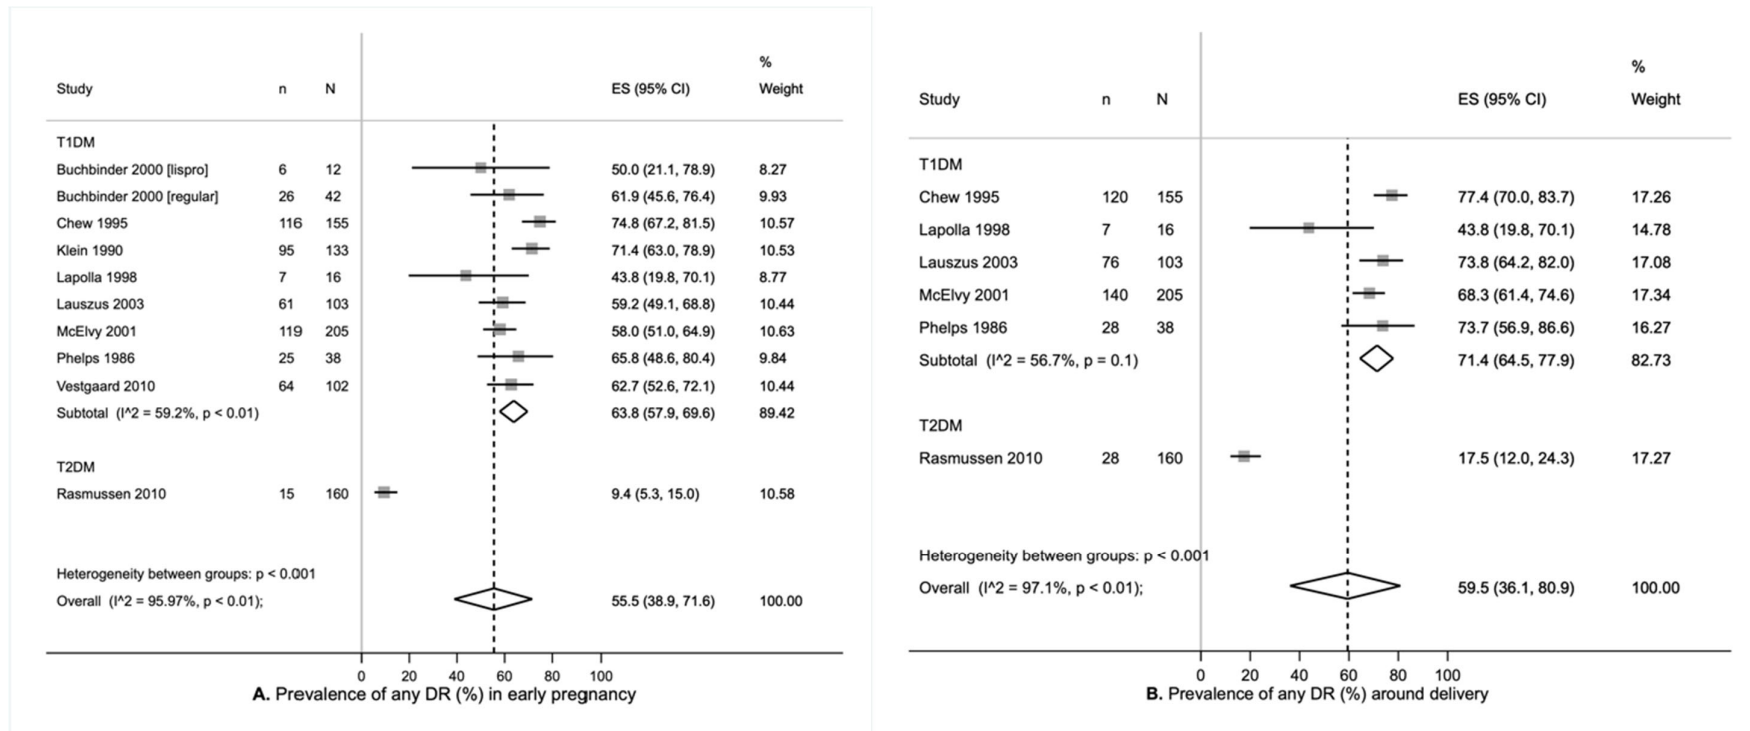 %
Study n N ES (95% CI) Weight
T1DM
Buchbinder 2000 [lispro] 6 12 50.0 (21.1, 78.9) 8.27
Buchbinder 2000 [regular] 26 42 61.9 (45.6, 76.4) 9.93
Chew 1995 116 155 74.8 (67.2, 81.5) 10.57
Klein 1990 95 133 71.4 (63.0, 78.9) 10.53
Lapolla 1998 7 16 43.8 (19.8, 70.1) 8.77
Lauszus 2003 61 103 59.2 (49.1, 68.8) 10.44
McElvy 2001 119 205 58.0 (51.0, 64.9) 10.63
Phelps 1986 25 38 65.8 (48.6, 80.4) 9.84
Vestgaard 2010 64 102 62.7 (52.6, 72.1) 10.44
Subtotal (I^2 = 59.2%, p < 0.01) 63.8 (57.9, 69.6) 89.42
T2DM
Rasmussen 2010 15 160 9.4 (5.3, 15.0) 10.58
Heterogeneity between groups: p < 0.001
Overall (I^2 = 95.97%, p < 0.01); 55.5 (38.9, 71.6) 100.00
0 20 40 60 80 100
A. Prevalence of any DR (%) in early pregnancy
%
Study n N ES (95% CI) Weight
T1DM
Chew 1995 120 155 77.4 (70.0, 83.7) 17.26
Lapolla 1998 7 16 43.8 (19.8, 70.1) 14.78
Lauszus 2003 76 103 73.8 (64.2, 82.0) 17.08
McElvy 2001 140 205 68.3 (61.4, 74.6) 17.34
Phelps 1986 28 38 73.7 (56.9, 86.6) 16.27
Subtotal (I^2 = 56.7%, p = 0.1) 71.4 (64.5, 77.9) 82.73
T2DM
Rasmussen 2010 28 160 17.5 (12.0, 24.3) 17.27
Heterogeneity between groups: p < 0.001
Overall (I^2 = 97.1%, p < 0.01); 59.5 (36.1, 80.9) 100.00
0 20 40 60 80 100
B. Prevalence of any DR (%) around delivery